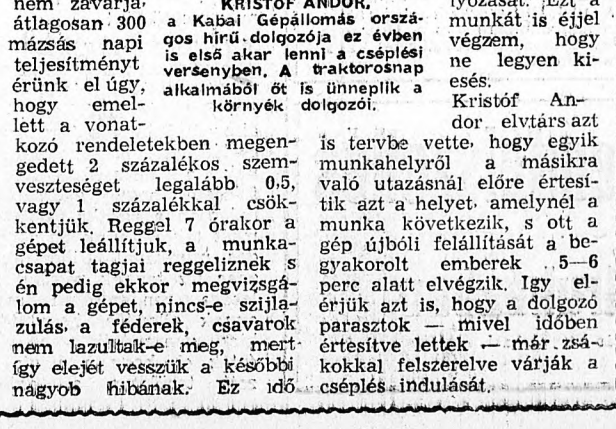 nem zavarja,
átlagosan 300
mázsás napi
teljesítményt
érünk el úgy,
hogy emel-
lett a vonat-
kozó rendeletekben megen-
gedett 2 százalékos szem-
veszteséget legalább 0,5,
vagy 1 százalékkal csök-
kentjük. Reggel 7 órakor a
gépet leállítjuk, a munka-
csapat tagjai reggeliznek s
én pedig ekkor megvizsgá-
lom a gépet, nincs-e szijla-
zulás, a féderek, csavarok
nem lazultak-e meg, mert
így elejét vesszük a későbbi
nagyob hibának. Ez idő
KRISTÓF ANDOR,
a Kabai Gépállomás orszá-
gos hírű dolgozója ez évben
is első akar lenni a cséplési
versenyben. A traktorosnap
alkalmából őt is ünneplik a
környék dolgozói.
lyozását. Ezt a
munkát is éjjel
végzem, hogy
ne legyen ki-
esés.
Kristóf An-
dor elvtárs azt
is tervbe vette, hogy egyik
munkahelyről a másikra
való utazásnál előre értesí-
tik azt a helyet, amelynél a
munka következik, s ott a
gép újbóli felállítását a be-
gyakorolt emberek 5—6
perc alatt elvégzik. Igy el-
érjük azt is, hogy a dolgozó
parasztok — mivel időben
értesítve lettek — már zsá-
kokkal felszerelve várják a
cséplés indulását.